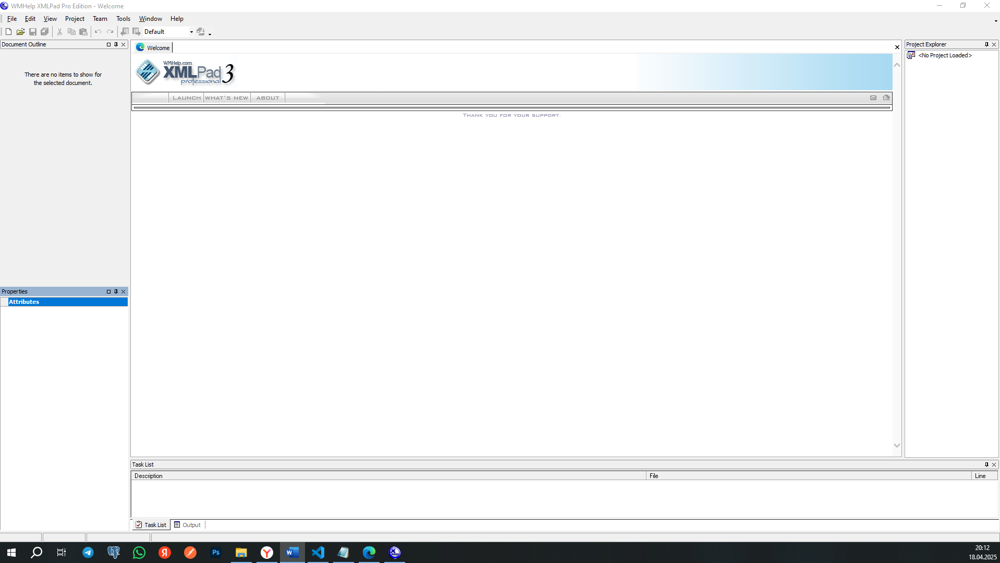 WMHelp XMLPad Pro Edition - Welcome
File Edit View Project Team Tools Window Help
Default
Document Outline
There are no items to show for
the selected document.
Properties
Attributes
Welcome
WMHelp.com
XMLPad 3
professional
LAUNCH WHAT'S NEW ABOUT
THANK YOU FOR YOUR SUPPORT.
Project Explorer
<No Project Loaded>
Task List
Description File Line
Task List Output
Я Ps Y W
20:12
18.04.2025